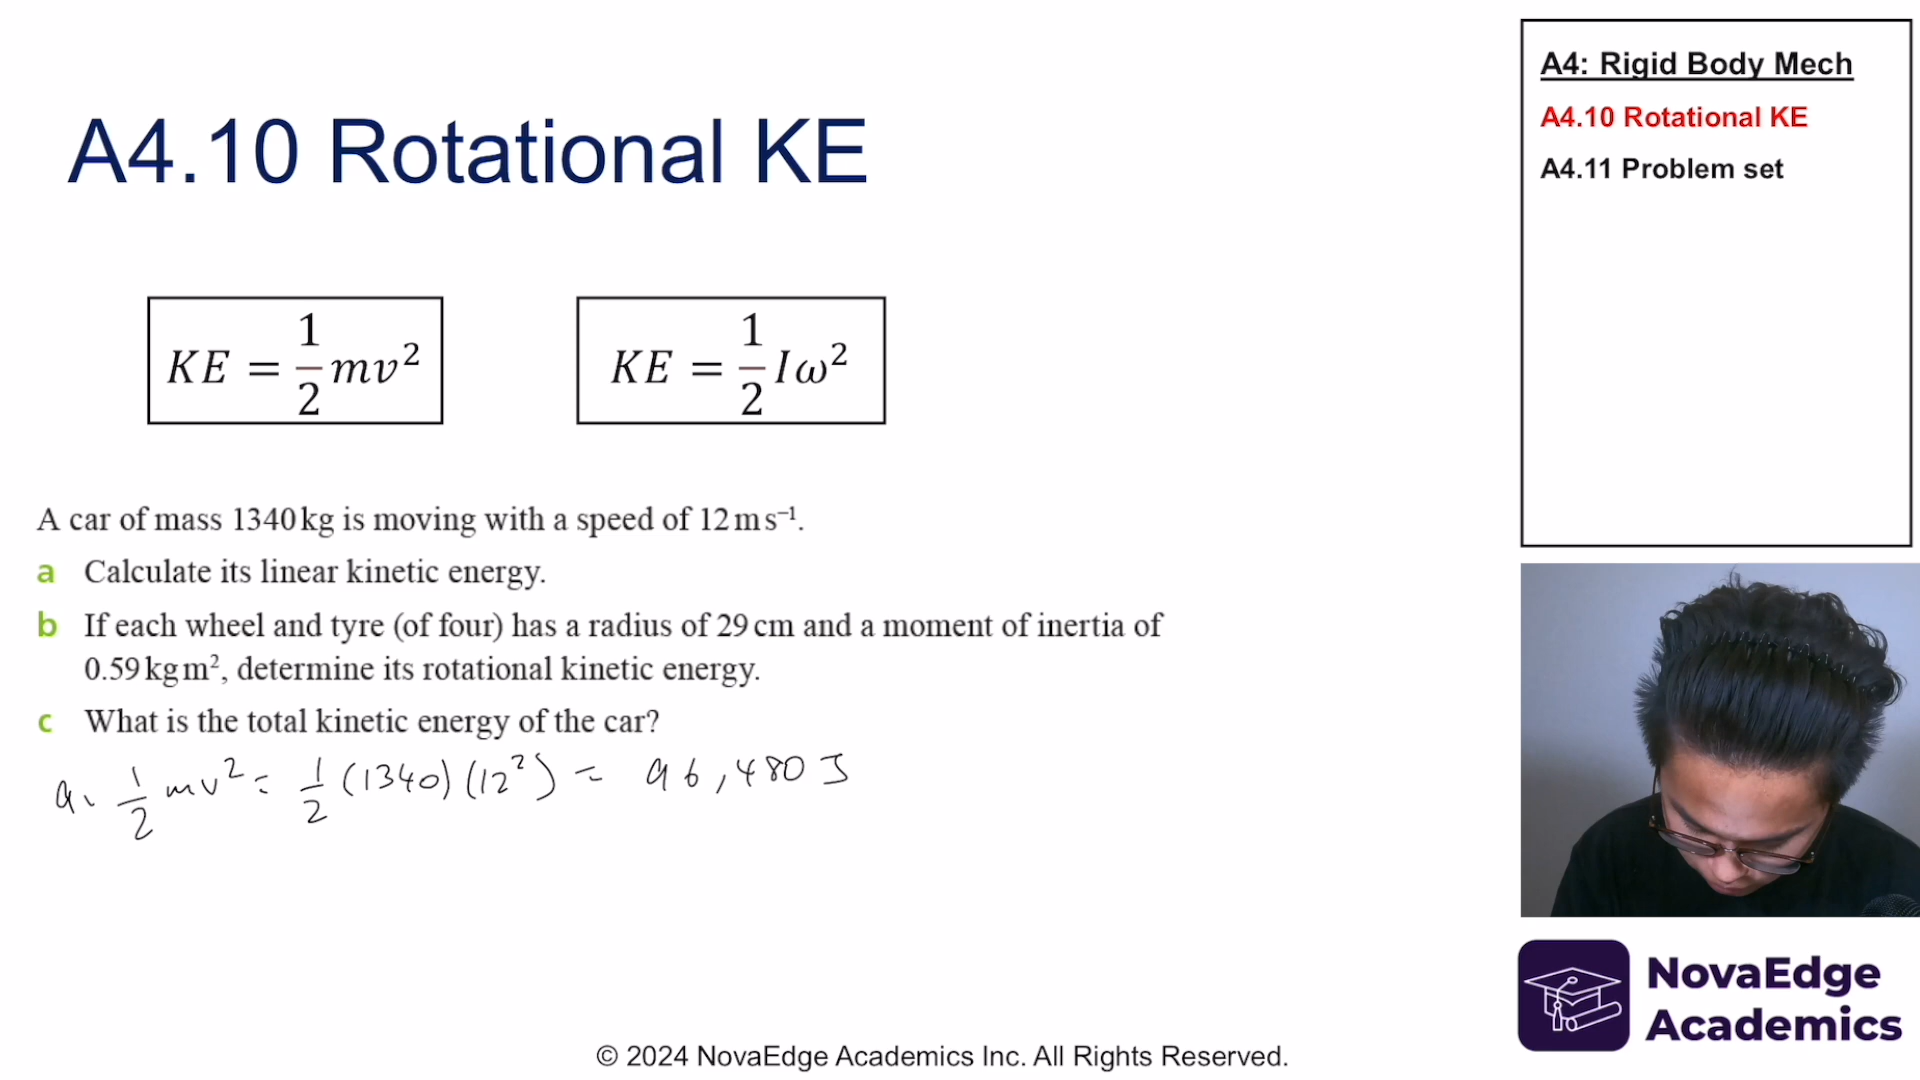 A4.10 Rotational KE
KE = 1/2 mv²
KE = 1/2 Iω²
A car of mass 1340 kg is moving with a speed of 12 m s⁻¹.
a Calculate its linear kinetic energy.
b If each wheel and tyre (of four) has a radius of 29 cm and a moment of inertia of
0.59 kg m², determine its rotational kinetic energy.
c What is the total kinetic energy of the car?
a. 1/2 mv² = 1/2 (1340) (12²) = 96,480 J
© 2024 NovaEdge Academics Inc. All Rights Reserved.
A4: Rigid Body Mech
A4.10 Rotational KE
A4.11 Problem set
NovaEdge
Academics